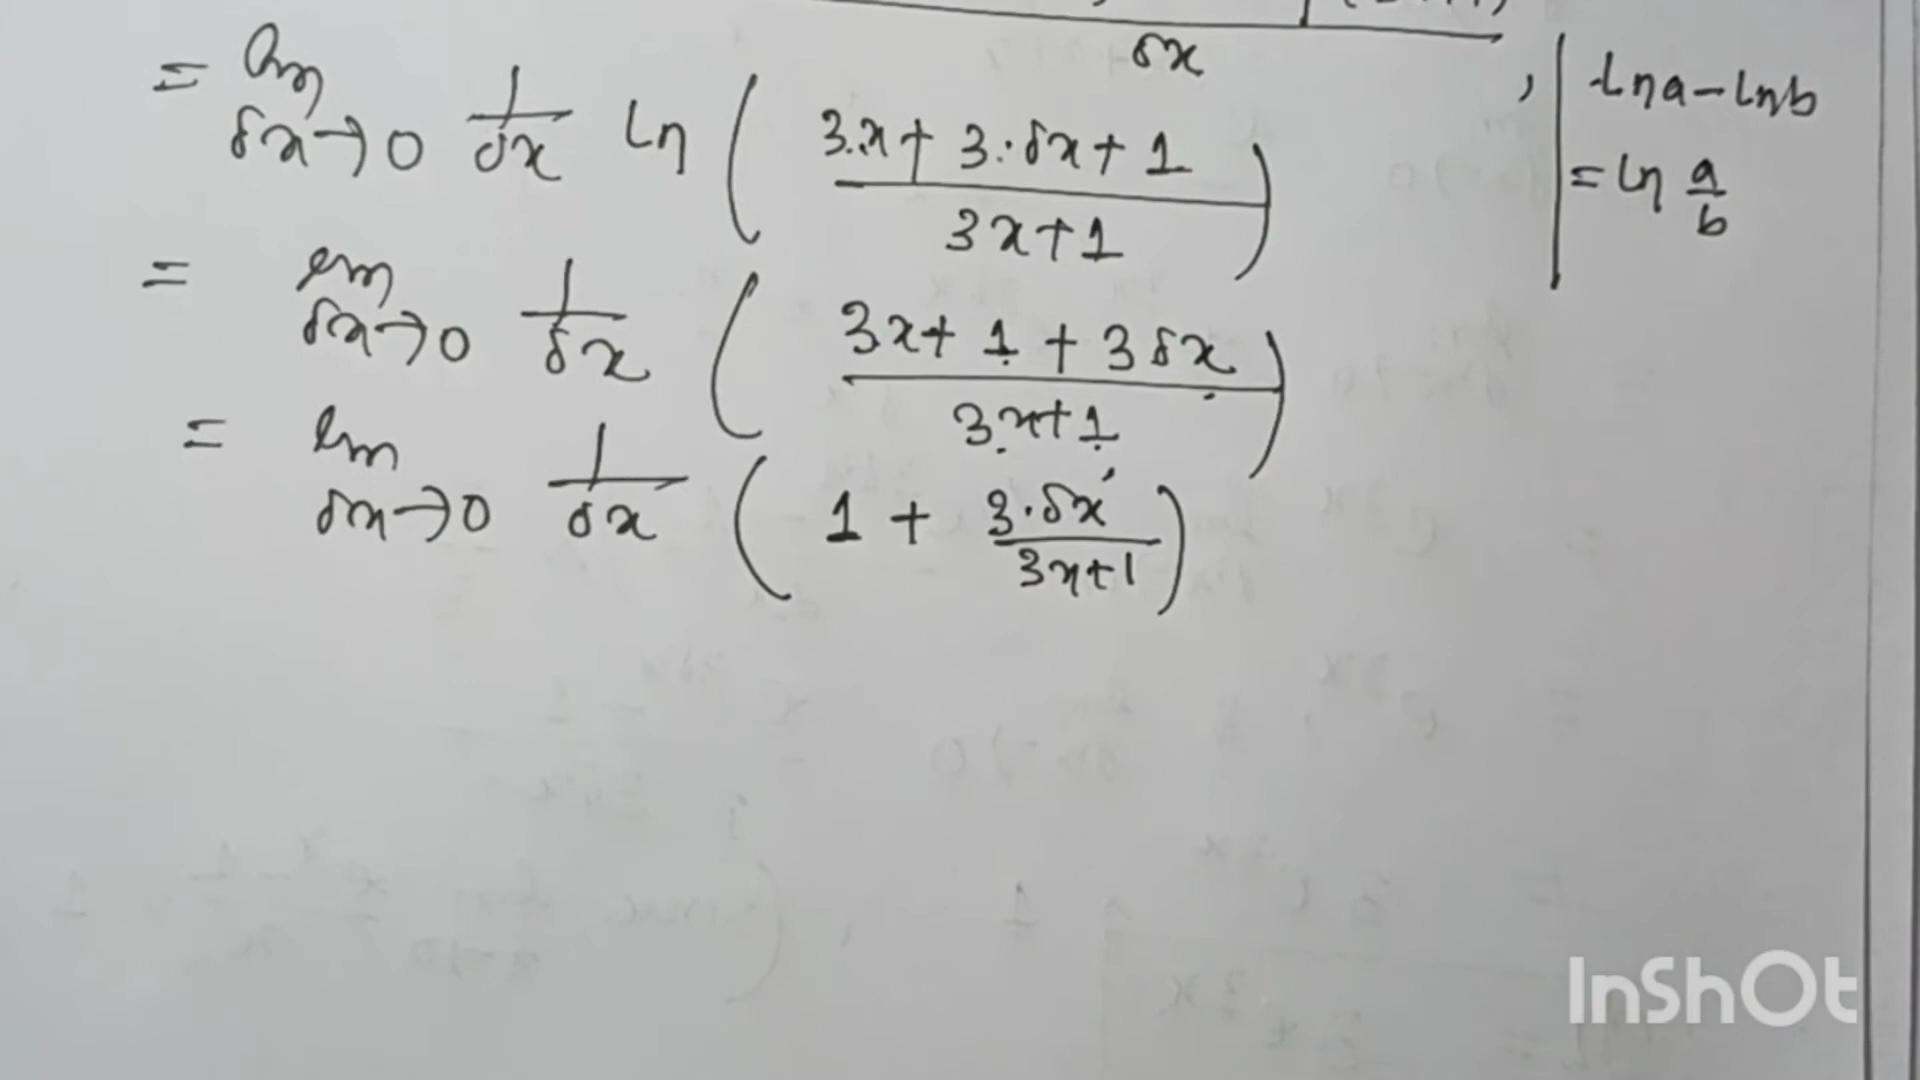 δx
= lim δx→0 1/δx ln ( 3.x + 3.δx + 1 / 3x+1 ) , | ln a − ln b
= ln a/b
= lim δx→0 1/δx ( 3x + 1 + 3δx / 3x+1 )
= lim δx→0 1/δx ( 1 + 3.δx / 3x+1 )
InShOt